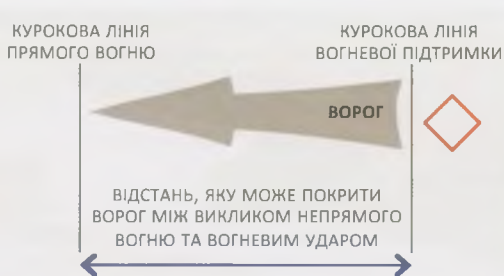 КУРОКОВА ЛІНІЯ
ПРЯМОГО ВОГНЮ
КУРОКОВА ЛІНІЯ
ВОГНЕВОЇ ПІДТРИМКИ
ВОРОГ
ВІДСТАНЬ, ЯКУ МОЖЕ ПОКРИТИ
ВОРОГ МІЖ ВИКЛИКОМ НЕПРЯМОГО
ВОГНЮ ТА ВОГНЕВИМ УДАРОМ